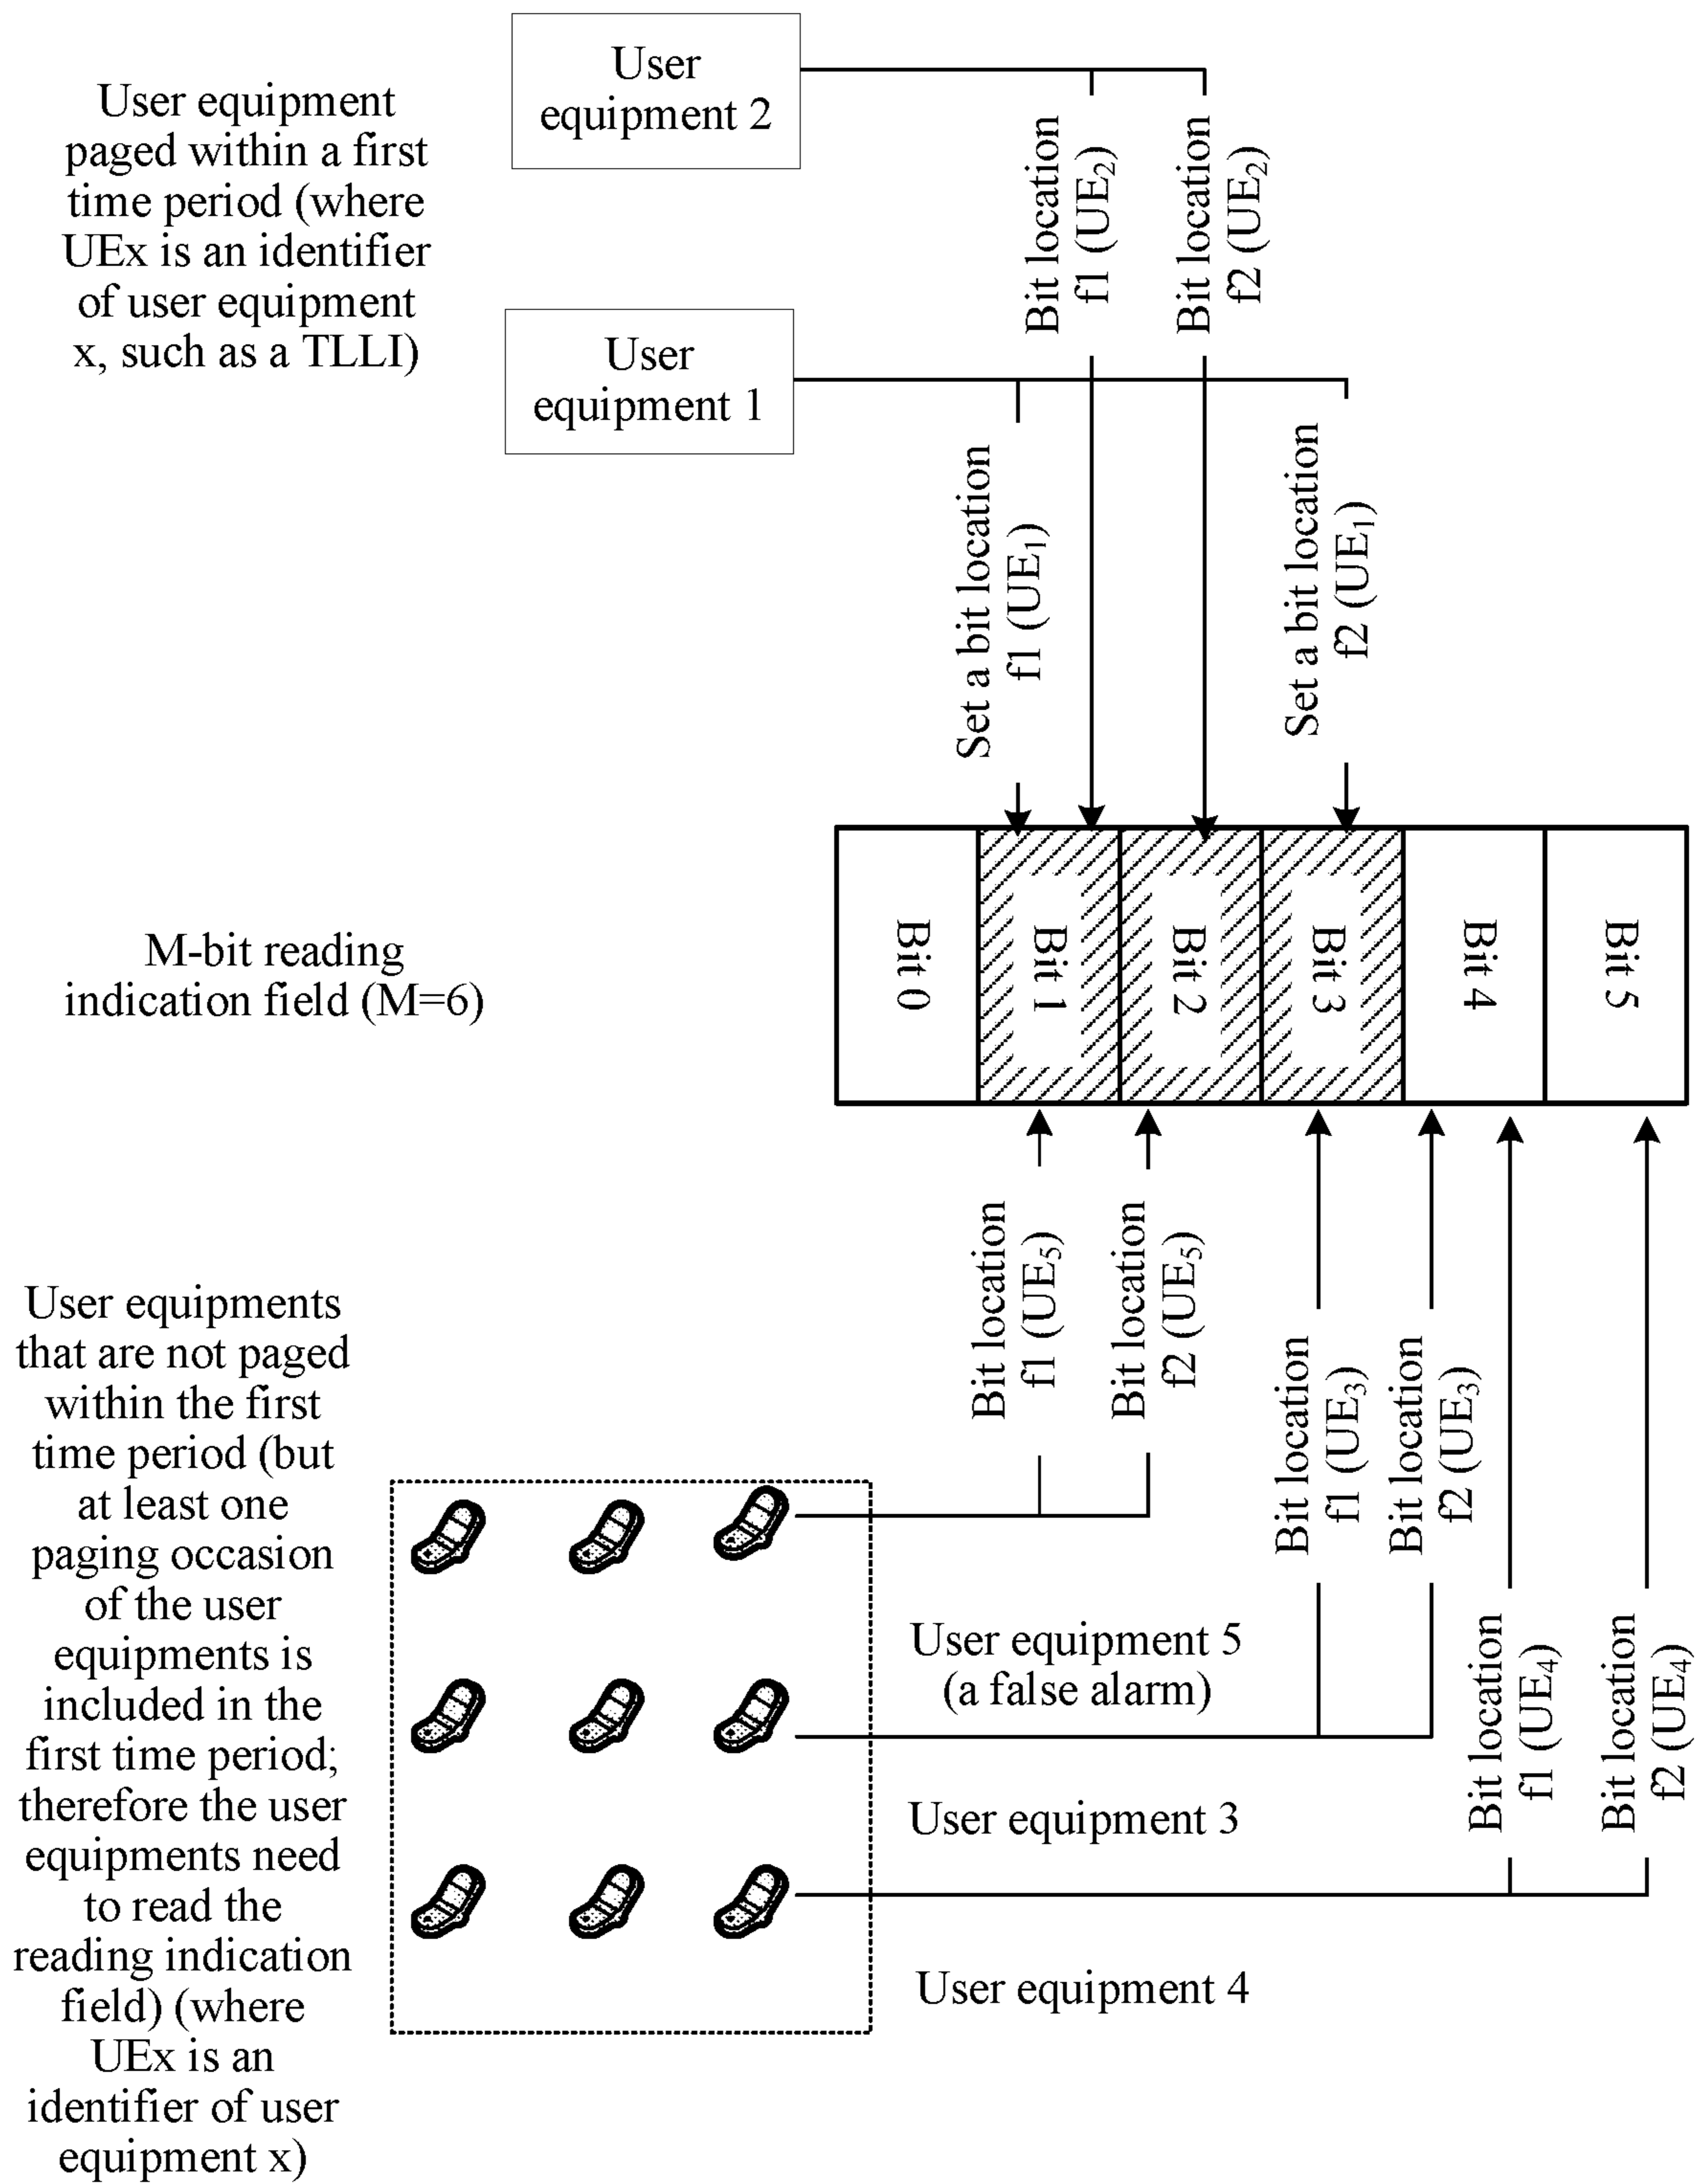 User
equipment 2
User equipment
paged within a first
time period (where
UEx is an identifier
of user equipment
x, such as a TLLI)
Bit location
f1 (UE₂)
Bit location
f2 (UE₂)
User
equipment 1
Set a bit location
f1 (UE₁)
Set a bit location
f2 (UE₁)
M-bit reading
indication field (M=6)
Bit 0
Bit 1
Bit 2
Bit 3
Bit 4
Bit 5
Bit location
f1 (UE₅)
Bit location
f2 (UE₅)
Bit location
f1 (UE₃)
Bit location
f2 (UE₃)
Bit location
f1 (UE₄)
Bit location
f2 (UE₄)
User equipments
that are not paged
within the first
time period (but
at least one
paging occasion
of the user
equipments is
included in the
first time period;
therefore the user
equipments need
to read the
reading indication
field) (where
UEx is an
identifier of user
equipment x)
User equipment 5
(a false alarm)
User equipment 3
User equipment 4